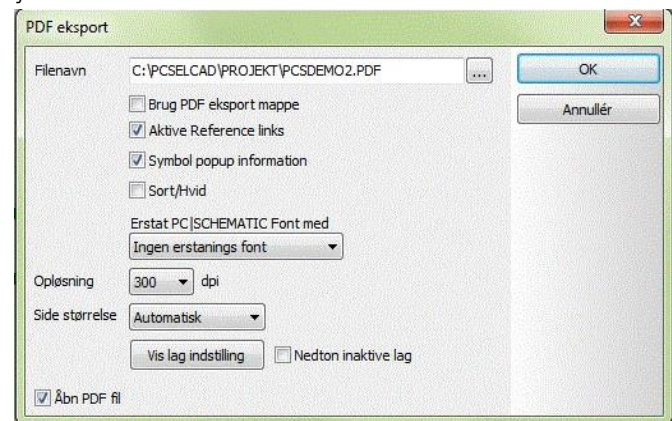 PDF eksport
Filenavn C:\PCSELCAD\PROJEKT\PCSDEMO2.PDF ... OK
Brug PDF eksport mappe Annullér
Aktive Reference links
Symbol popup information
Sort/Hvid
Erstat PC|SCHEMATIC Font med
Ingen erstanings font
Opløsning 300 dpi
Side størrelse Automatisk
Vis lag indstilling Nedton inaktive lag
Åbn PDF fil